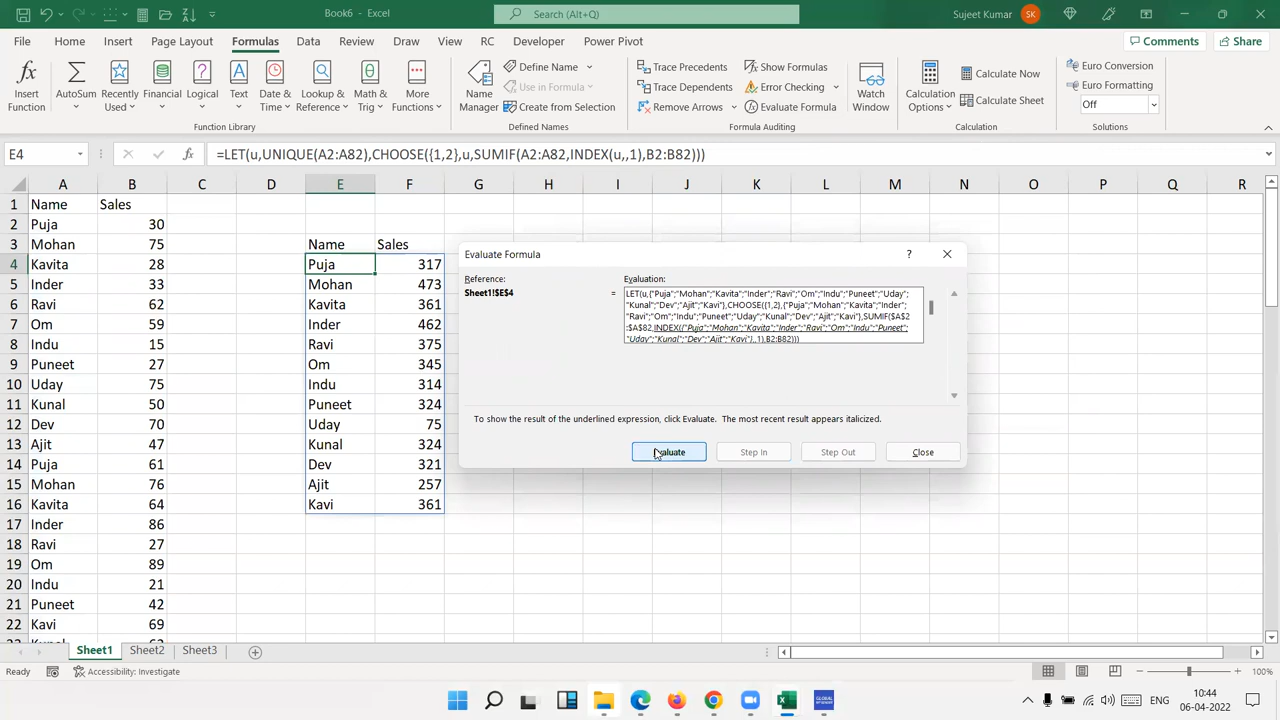 Book6 - Excel
Search (Alt+Q)
Sujeet Kumar
SK
File Home Insert Page Layout Formulas Data Review View RC Developer Help Power Pivot
Comments
Share
Insert Function
AutoSum
Recently Used
Financial
Logical
Text
Date & Time
Lookup & Reference
Math & Trig
More Functions
Function Library
Name Manager
Define Name
Use in Formula
Create from Selection
Defined Names
Trace Precedents
Trace Dependents
Remove Arrows
Show Formulas
Error Checking
Evaluate Formula
Formula Auditing
Watch Window
Calculation Options
Calculate Now
Calculate Sheet
Calculation
Euro Conversion
Euro Formatting
Off
Solutions
E4
fx
=LET(u,UNIQUE(A2:A82),CHOOSE({1,2},u,SUMIF(A2:A82,INDEX(u,,1),B2:B82)))
A B C D E F G H I J K L M N O P Q R
1 Name Sales
2 Puja 30
3 Mohan 75 Name Sales
4 Kavita 28 Puja 317
5 Inder 33 Mohan 473
6 Ravi 62 Kavita 361
7 Om 59 Inder 462
8 Indu 15 Ravi 375
9 Puneet 27 Om 345
10 Uday 75 Indu 314
11 Kunal 50 Puneet 324
12 Dev 70 Uday 75
13 Ajit 47 Kunal 324
14 Puja 61 Dev 321
15 Mohan 76 Ajit 257
16 Kavita 64 Kavi 361
17 Inder 86
18 Ravi 27
19 Om 89
20 Indu 21
21 Puneet 42
22 Kavi 69
Evaluate Formula
?
Reference:
Evaluation:
Sheet1!$E$4
=
LET(u,{"Puja";"Mohan";"Kavita";"Inder";"Ravi";"Om";"Indu";"Puneet";"Uday";
"Kunal";"Dev";"Ajit";"Kavi"},CHOOSE({1,2},{"Puja";"Mohan";"Kavita";"Inder";
"Ravi";"Om";"Indu";"Puneet";"Uday";"Kunal";"Dev";"Ajit";"Kavi"},SUMIF($A$2
:$A$82,INDEX({"Puja";"Mohan";"Kavita";"Inder";"Ravi";"Om";"Indu";"Puneet";
"Uday";"Kunal";"Dev";"Ajit";"Kavi"},,1),B2:B82)))
To show the result of the underlined expression, click Evaluate. The most recent result appears italicized.
Evaluate
Step In
Step Out
Close
Sheet1 Sheet2 Sheet3
Ready
Accessibility: Investigate
100%
ENG
10:44
06-04-2022